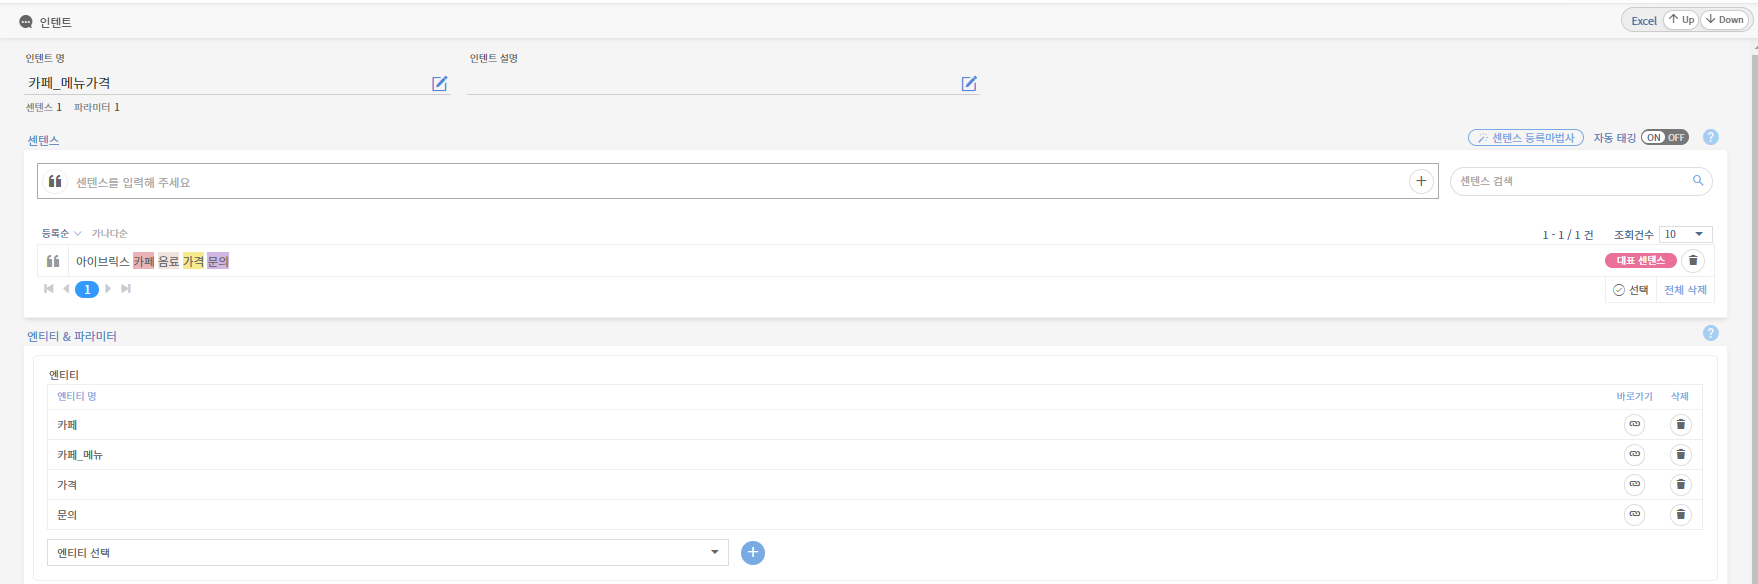 인텐트
Excel Up Down
인텐트 명 인텐트 설명
카페_메뉴가격
센텐스 1 파라미터 1
센텐스 센텐스 등록마법사 자동 태깅 ON OFF ?
센텐스를 입력해 주세요 + 센텐스 검색
등록순 가나다순 1 - 1 / 1 건 조회건수 10
아이브릭스 카페 음료 가격 문의 대표 센텐스
1 선택 전체 삭제
엔티티 & 파라미터 ?
엔티티
엔티티 명 바로가기 삭제
카페
카페_메뉴
가격
문의
엔티티 선택 +